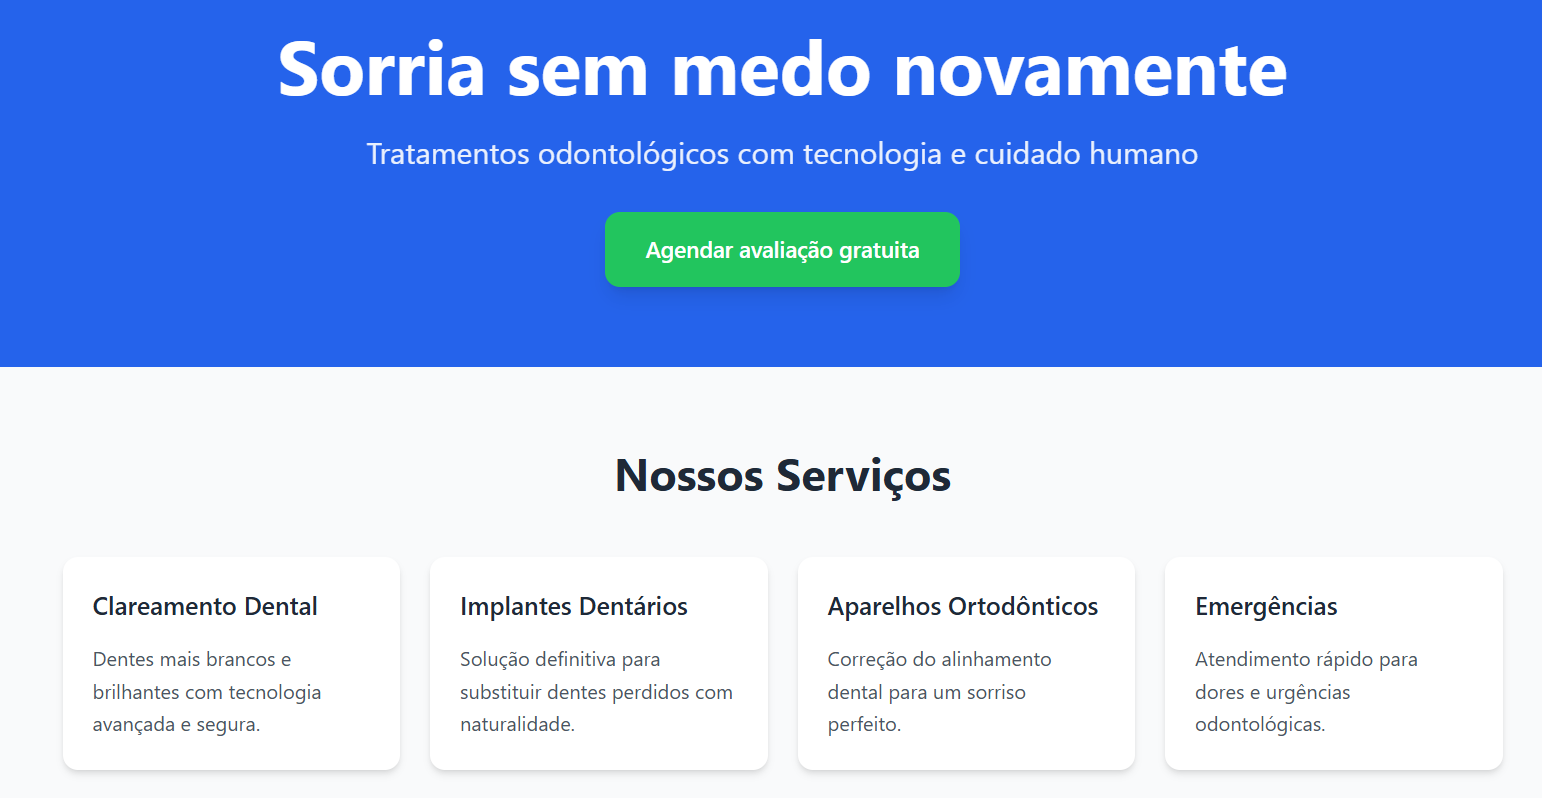 Sorria sem medo novamente
Tratamentos odontológicos com tecnologia e cuidado humano
Agendar avaliação gratuita
Nossos Serviços
Clareamento Dental
Dentes mais brancos e
brilhantes com tecnologia
avançada e segura.
Implantes Dentários
Solução definitiva para
substituir dentes perdidos com
naturalidade.
Aparelhos Ortodônticos
Correção do alinhamento
dental para um sorriso
perfeito.
Emergências
Atendimento rápido para
dores e urgências
odontológicas.